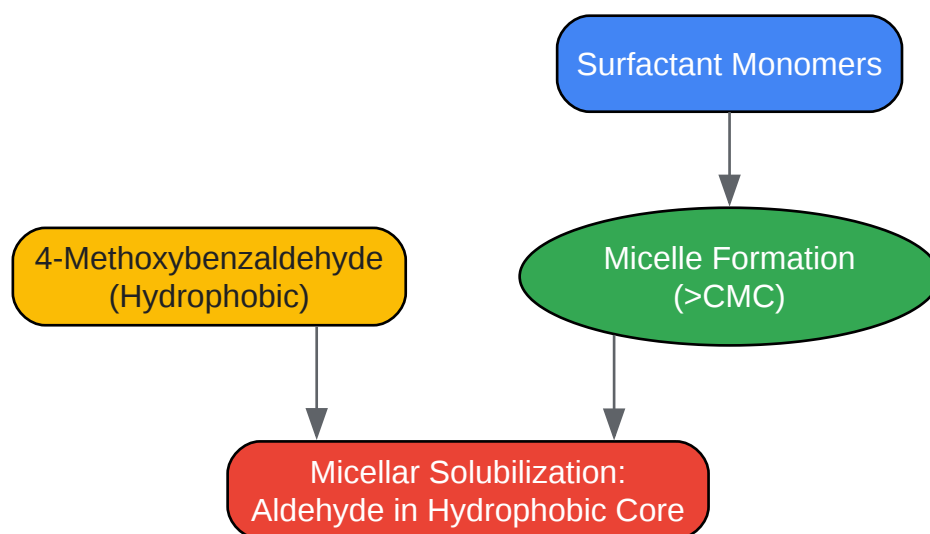 Surfactant Monomers
4-Methoxybenzaldehyde
(Hydrophobic)
Micelle Formation
(>CMC)
Micellar Solubilization:
Aldehyde in Hydrophobic Core